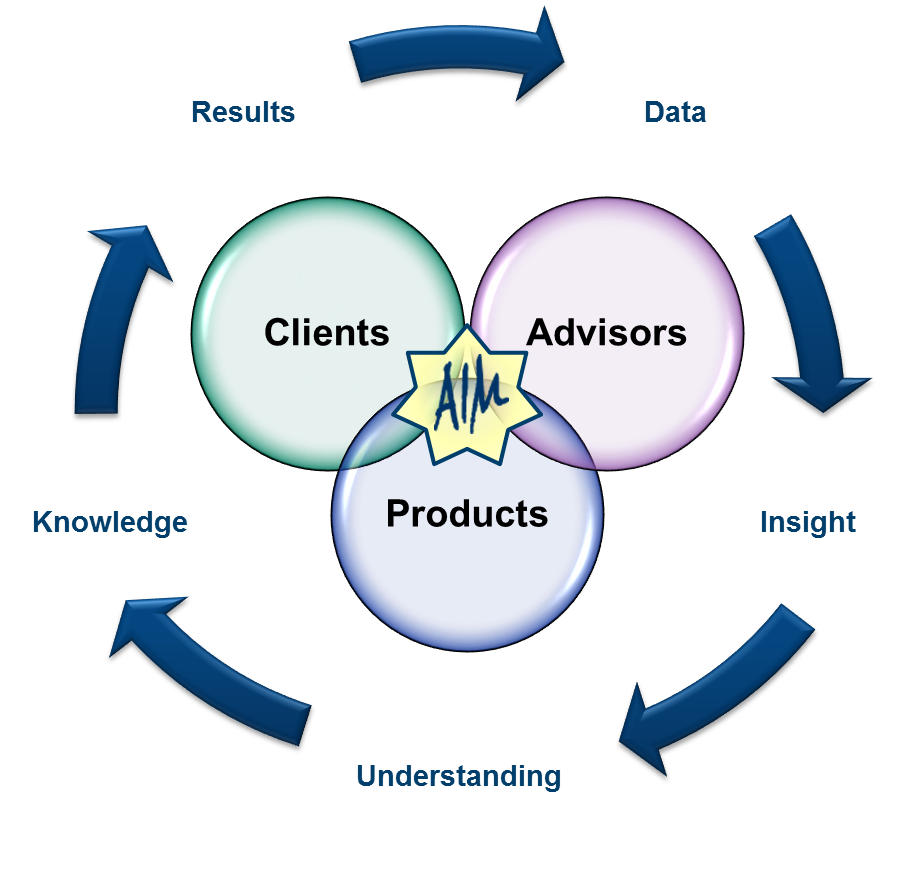 Results
Data
Clients
Advisors
AIM
Products
Knowledge
Insight
Understanding